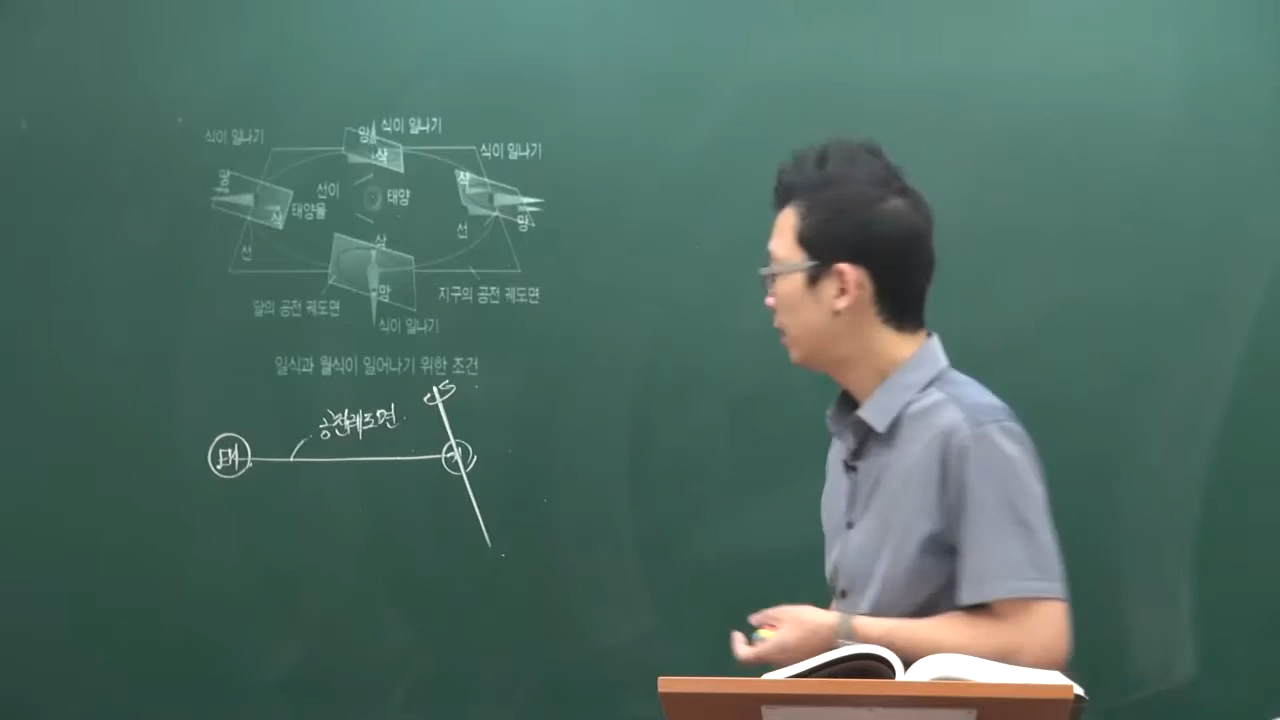 식이 일나기
식이 일나기
식이 일나기
망
삭
망
삭
선이
태양
태양을
삭
망
선
선
삭
망
달의 공전 궤도면
지구의 공전 궤도면
식이 일나기
일식과 월식이 일어나기 위한 조건
공전궤도면
태
지